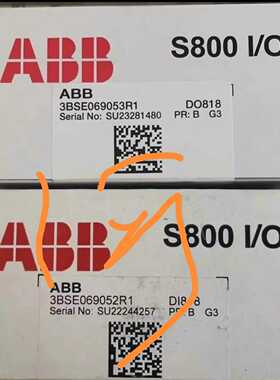 ABB
S800 I/O
ABB
3BSE069053R1 DO818
Serial No: SU23281480 PR: B G3
ABB
S800 I/O
ABB
3BSE069052R1 DI818
Serial No: SU22244257 PR: B G3